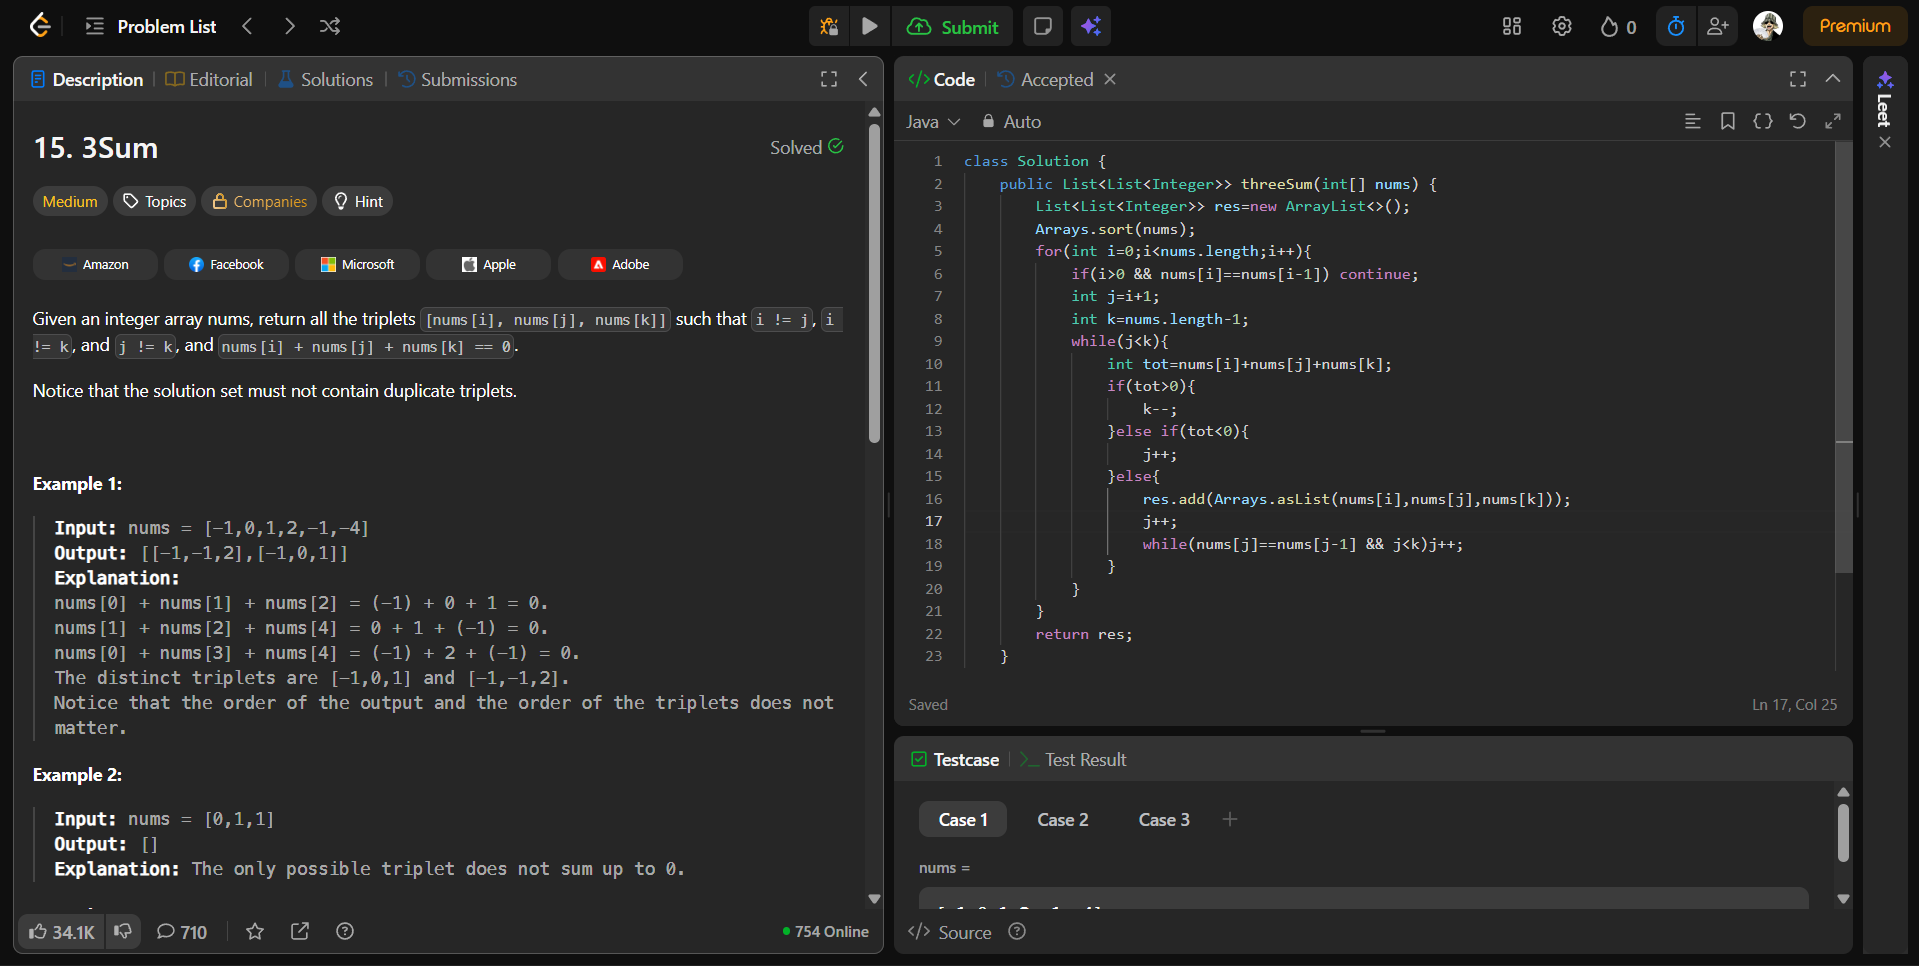 Problem List
Submit
0
Premium
Description
Editorial
Solutions
Submissions
15. 3Sum
Solved
Medium
Topics
Companies
Hint
Amazon
Facebook
Microsoft
Apple
Adobe
Given an integer array nums, return all the triplets [nums[i], nums[j], nums[k]] such that i != j, i
!= k, and j != k, and nums[i] + nums[j] + nums[k] == 0.
Notice that the solution set must not contain duplicate triplets.
Example 1:
Input: nums = [-1,0,1,2,-1,-4]
Output: [[-1,-1,2],[-1,0,1]]
Explanation:
nums[0] + nums[1] + nums[2] = (-1) + 0 + 1 = 0.
nums[1] + nums[2] + nums[4] = 0 + 1 + (-1) = 0.
nums[0] + nums[3] + nums[4] = (-1) + 2 + (-1) = 0.
The distinct triplets are [-1,0,1] and [-1,-1,2].
Notice that the order of the output and the order of the triplets does not
matter.
Example 2:
Input: nums = [0,1,1]
Output: []
Explanation: The only possible triplet does not sum up to 0.
34.1K
710
754 Online
</> Code
Accepted
Java
Auto
1 class Solution {
2 public List<List<Integer>> threeSum(int[] nums) {
3 List<List<Integer>> res=new ArrayList<>();
4 Arrays.sort(nums);
5 for(int i=0;i<nums.length;i++){
6 if(i>0 && nums[i]==nums[i-1]) continue;
7 int j=i+1;
8 int k=nums.length-1;
9 while(j<k){
10 int tot=nums[i]+nums[j]+nums[k];
11 if(tot>0){
12 k--;
13 }else if(tot<0){
14 j++;
15 }else{
16 res.add(Arrays.asList(nums[i],nums[j],nums[k]));
17 j++;
18 while(nums[j]==nums[j-1] && j<k)j++;
19 }
20 }
21 }
22 return res;
23 }
Saved
Ln 17, Col 25
Testcase
Test Result
Case 1
Case 2
Case 3
nums =
</> Source
Leet